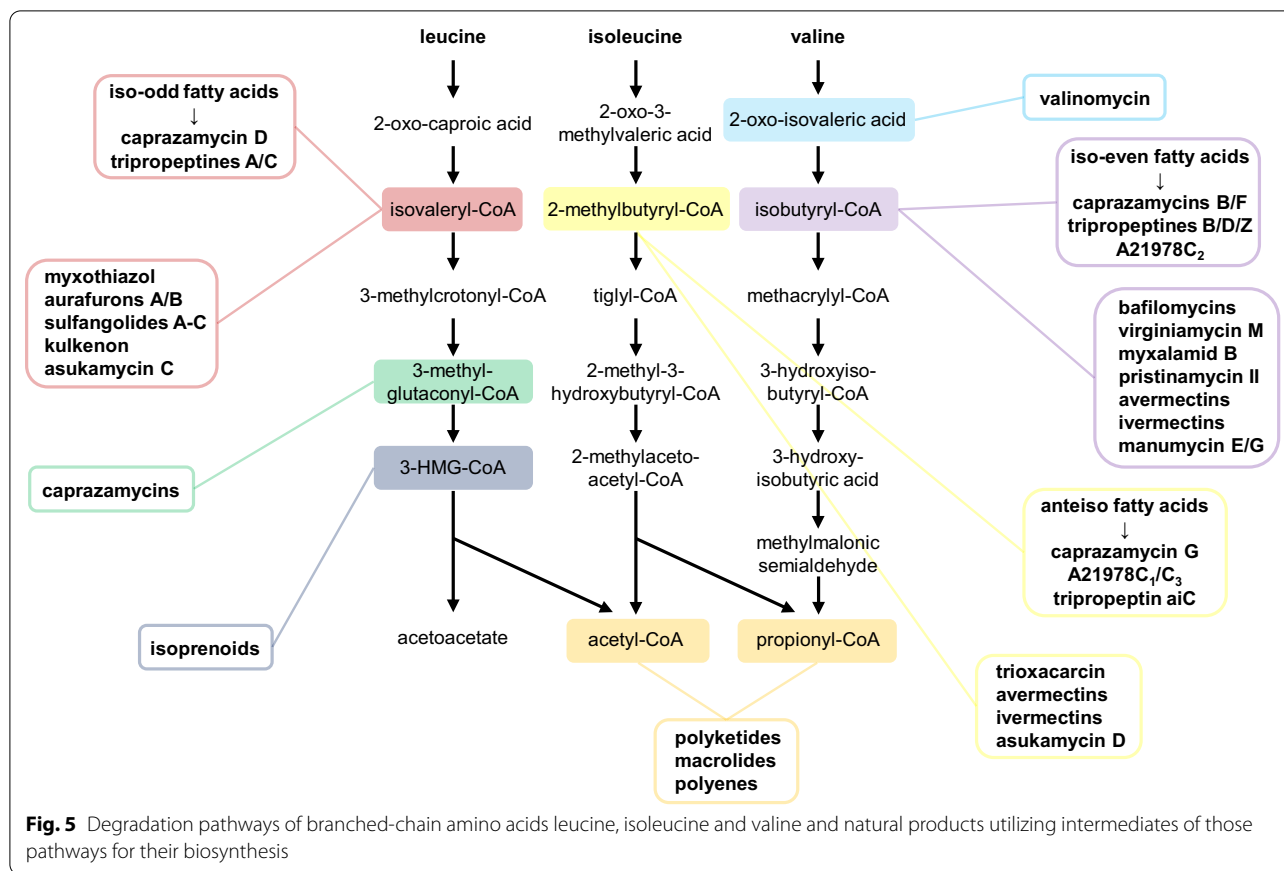 leucine
isoleucine
valine
iso-odd fatty acids
↓
caprazamycin D
tripropeptines A/C
2-oxo-caproic acid
2-oxo-3-
methylvaleric acid
2-oxo-isovaleric acid
valinomycin
iso-even fatty acids
↓
caprazamycins B/F
tripropeptines B/D/Z
A21978C₂
isovaleryl-CoA
2-methylbutyryl-CoA
isobutyryl-CoA
myxothiazol
aurafurons A/B
sulfangolides A-C
kulkenon
asukamycin C
3-methylcrotonyl-CoA
tiglyl-CoA
methacrylyl-CoA
bafilomycins
virginiamycin M
myxalamid B
pristinamycin II
avermectins
ivermectins
manumycin E/G
3-methyl-
glutaconyl-CoA
2-methyl-3-
hydroxybutyryl-CoA
3-hydroxyiso-
butyryl-CoA
caprazamycins
3-HMG-CoA
2-methylaceto-
acetyl-CoA
3-hydroxy-
isobutyric acid
anteiso fatty acids
↓
caprazamycin G
A21978C₁/C₃
tripropeptin aiC
methylmalonic
semialdehyde
isoprenoids
acetoacetate
acetyl-CoA
propionyl-CoA
trioxacarcin
avermectins
ivermectins
asukamycin D
polyketides
macrolides
polyenes
Fig. 5 Degradation pathways of branched-chain amino acids leucine, isoleucine and valine and natural products utilizing intermediates of those
pathways for their biosynthesis